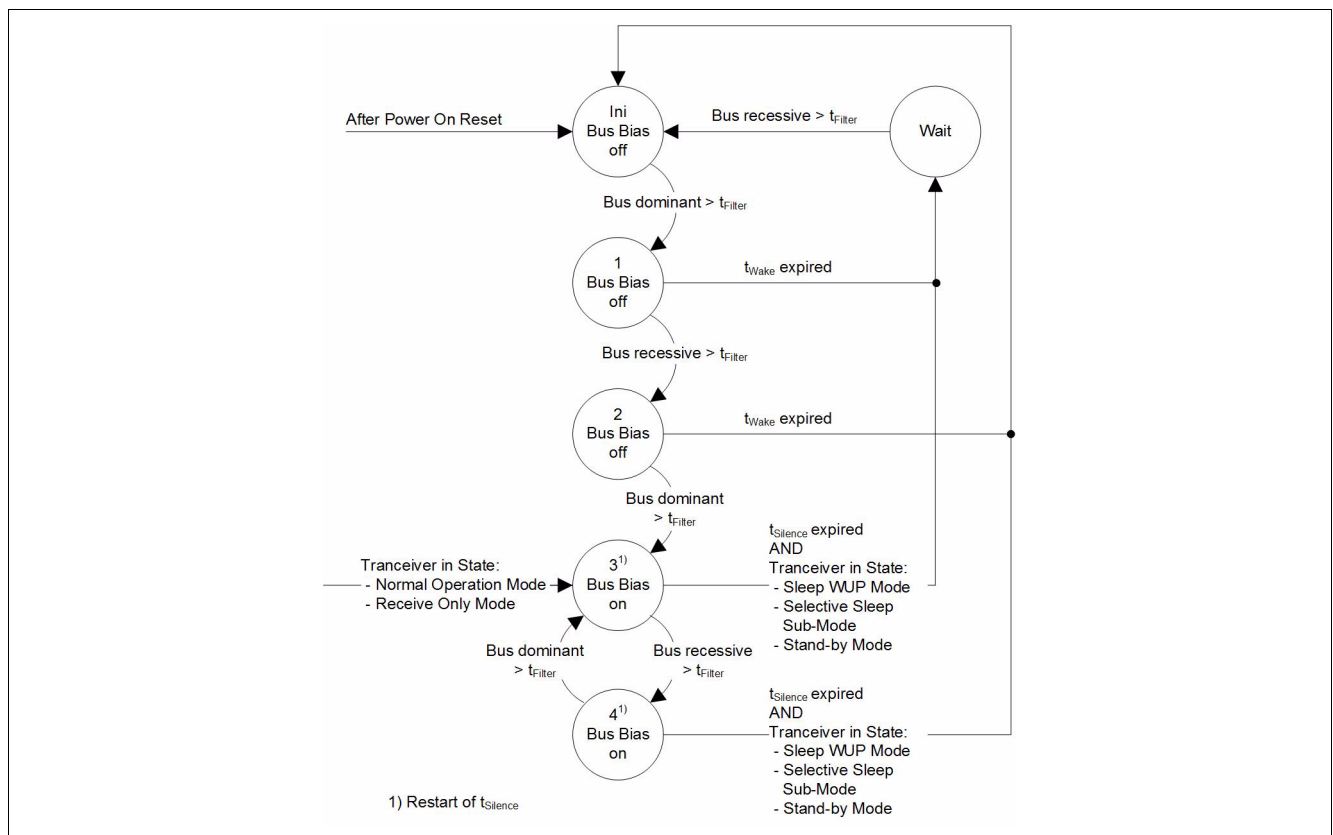 Ini
Bus Bias
off
After Power On Reset
Bus recessive > tFilter
Wait
Bus dominant > tFilter
1
Bus Bias
off
tWake expired
Bus recessive > tFilter
2
Bus Bias
off
tWake expired
Bus dominant
> tFilter
Tranceiver in State:
- Normal Operation Mode
- Receive Only Mode
3 1)
Bus Bias
on
tSilence expired
AND
Tranceiver in State:
- Sleep WUP Mode
- Selective Sleep
Sub-Mode
- Stand-by Mode
Bus dominant
> tFilter
Bus recessive
> tFilter
4 1)
Bus Bias
on
tSilence expired
AND
Tranceiver in State:
- Sleep WUP Mode
- Selective Sleep
Sub-Mode
- Stand-by Mode
1) Restart of tSilence